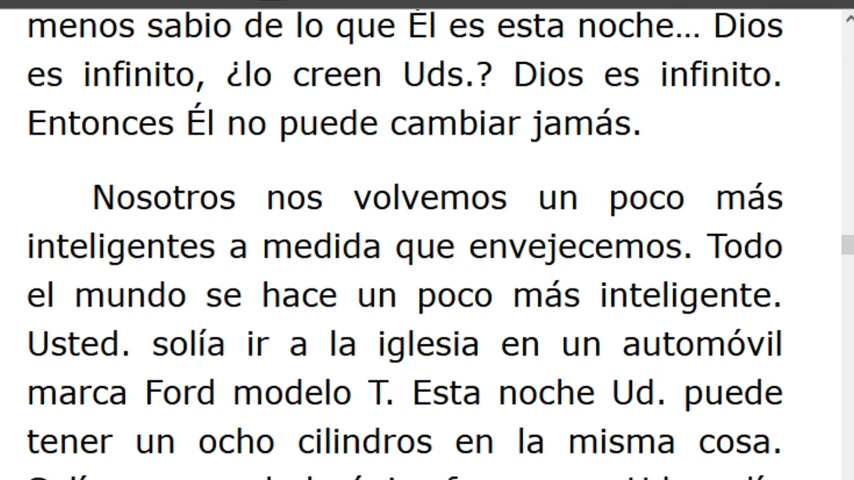 menos sabio de lo que Él es esta noche... Dios
es infinito, ¿lo creen Uds.? Dios es infinito.
Entonces Él no puede cambiar jamás.
Nosotros nos volvemos un poco más
inteligentes a medida que envejecemos. Todo
el mundo se hace un poco más inteligente.
Usted. solía ir a la iglesia en un automóvil
marca Ford modelo T. Esta noche Ud. puede
tener un ocho cilindros en la misma cosa.